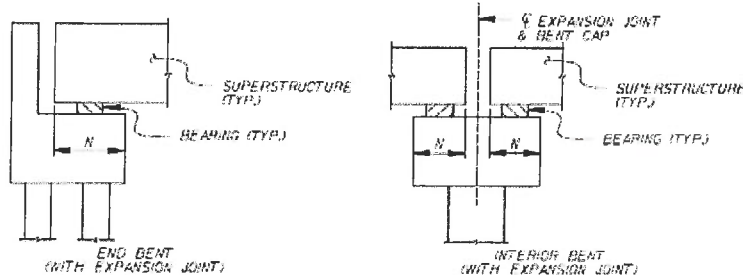 ℄ EXPANSION JOINT
& BENT CAP
SUPERSTRUCTURE
(TYP.)
BEARING (TYP.)
N
END BENT
(WITH EXPANSION JOINT)
SUPERSTRUCTURE
(TYP.)
BEARING (TYP.)
N
N
INTERIOR BENT
(WITH EXPANSION JOINT)